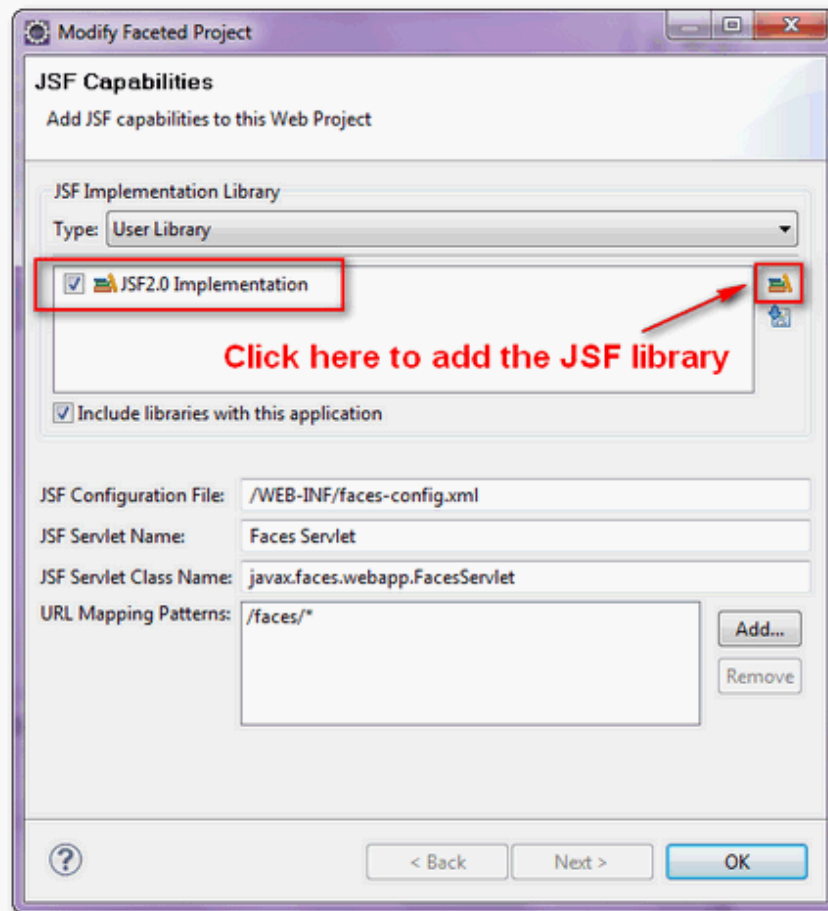 Modify Faceted Project
JSF Capabilities
Add JSF capabilities to this Web Project
JSF Implementation Library
Type: User Library
JSF2.0 Implementation
Click here to add the JSF library
Include libraries with this application
JSF Configuration File: /WEB-INF/faces-config.xml
JSF Servlet Name: Faces Servlet
JSF Servlet Class Name: javax.faces.webapp.FacesServlet
URL Mapping Patterns: /faces/*
Add...
Remove
? < Back Next > OK